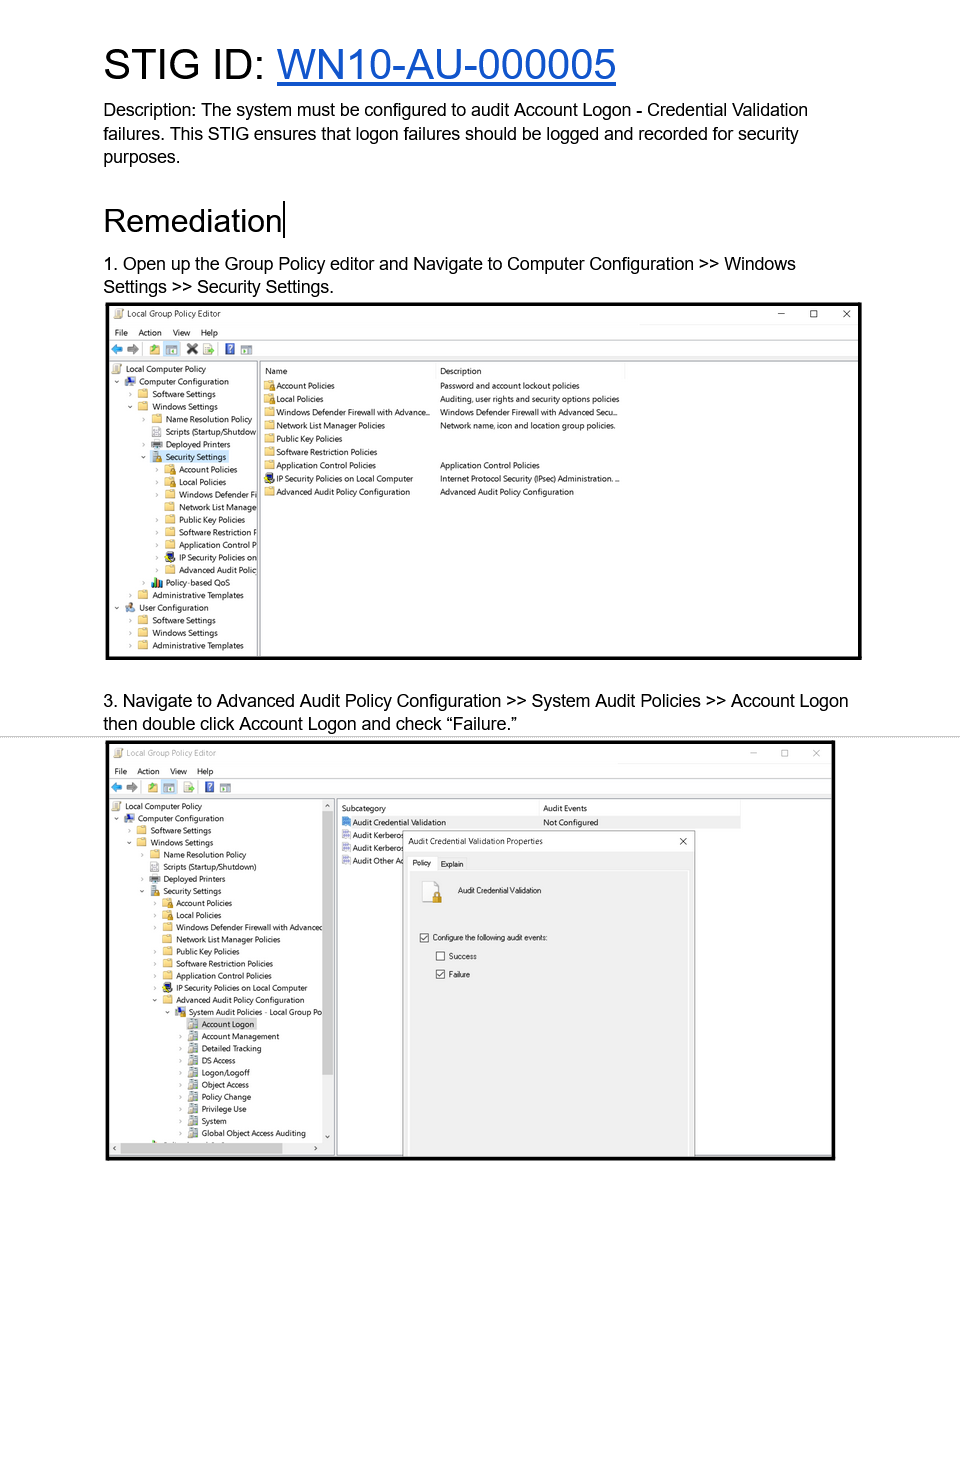 STIG ID: WN10-AU-000005
Description: The system must be configured to audit Account Logon - Credential Validation
failures. This STIG ensures that logon failures should be logged and recorded for security
purposes.
Remediation
1. Open up the Group Policy editor and Navigate to Computer Configuration >> Windows
Settings >> Security Settings.
Local Group Policy Editor
File Action View Help
Local Computer Policy
Computer Configuration
Software Settings
Windows Settings
Name Resolution Policy
Scripts (Startup/Shutdow
Deployed Printers
Security Settings
Account Policies
Local Policies
Windows Defender Fi
Network List Manage
Public Key Policies
Software Restriction F
Application Control P
IP Security Policies on
Advanced Audit Polic
Policy-based QoS
Administrative Templates
User Configuration
Software Settings
Windows Settings
Administrative Templates
Name Description
Account Policies Password and account lockout policies
Local Policies Auditing, user rights and security options policies
Windows Defender Firewall with Advance... Windows Defender Firewall with Advanced Secu...
Network List Manager Policies Network name, icon and location group policies.
Public Key Policies
Software Restriction Policies
Application Control Policies Application Control Policies
IP Security Policies on Local Computer Internet Protocol Security (IPsec) Administration. ...
Advanced Audit Policy Configuration Advanced Audit Policy Configuration
3. Navigate to Advanced Audit Policy Configuration >> System Audit Policies >> Account Logon
then double click Account Logon and check “Failure.”
Local Group Policy Editor
File Action View Help
Local Computer Policy
Computer Configuration
Software Settings
Windows Settings
Name Resolution Policy
Scripts (Startup/Shutdown)
Deployed Printers
Security Settings
Account Policies
Local Policies
Windows Defender Firewall with Advanced
Network List Manager Policies
Public Key Policies
Software Restriction Policies
Application Control Policies
IP Security Policies on Local Computer
Advanced Audit Policy Configuration
System Audit Policies - Local Group Po
Account Logon
Account Management
Detailed Tracking
DS Access
Logon/Logoff
Object Access
Policy Change
Privilege Use
System
Global Object Access Auditing
Subcategory Audit Events
Audit Credential Validation Not Configured
Audit Kerberos
Audit Kerberos
Audit Other Ac
Audit Credential Validation Properties
Policy Explain
Audit Credential Validation
Configure the following audit events:
Success
Failure